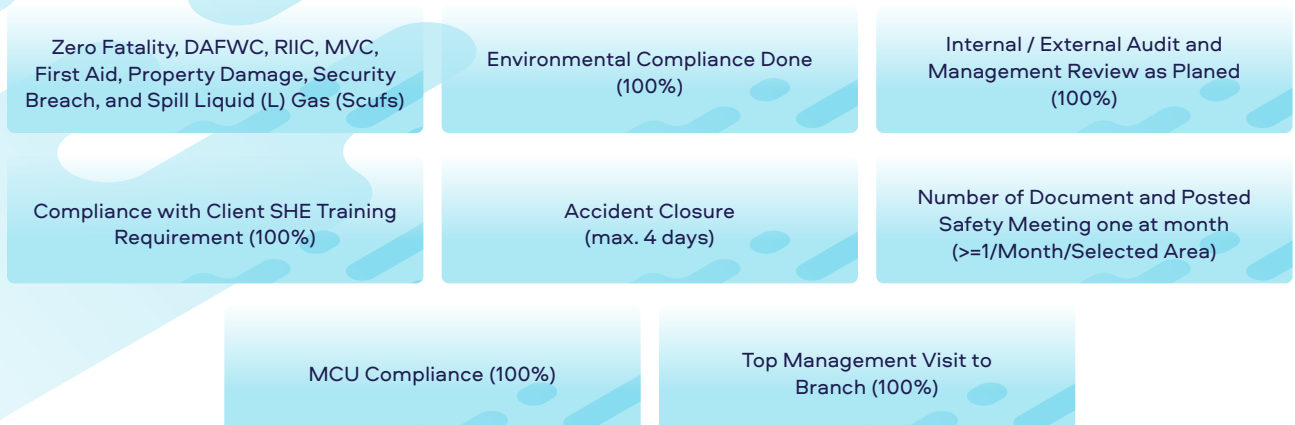 Zero Fatality, DAFWC, RIIC, MVC,
First Aid, Property Damage, Security
Breach, and Spill Liquid (L) Gas (Scufs)
Environmental Compliance Done
(100%)
Internal / External Audit and
Management Review as Planed
(100%)
Compliance with Client SHE Training
Requirement (100%)
Accident Closure
(max. 4 days)
Number of Document and Posted
Safety Meeting one at month
(>=1/Month/Selected Area)
MCU Compliance (100%)
Top Management Visit to
Branch (100%)